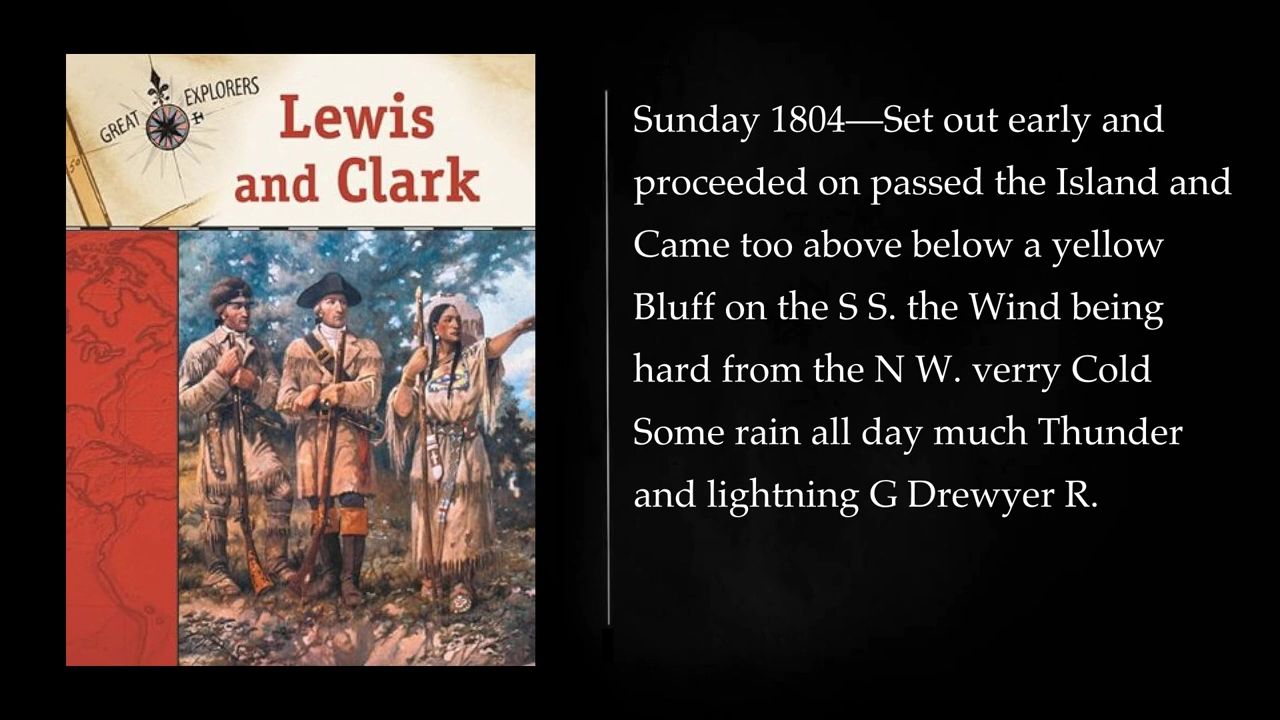 GREAT EXPLORERS
Lewis
and Clark
50
Sunday 1804—Set out early and
proceeded on passed the Island and
Came too above below a yellow
Bluff on the S S. the Wind being
hard from the N W. verry Cold
Some rain all day much Thunder
and lightning G Drewyer R.